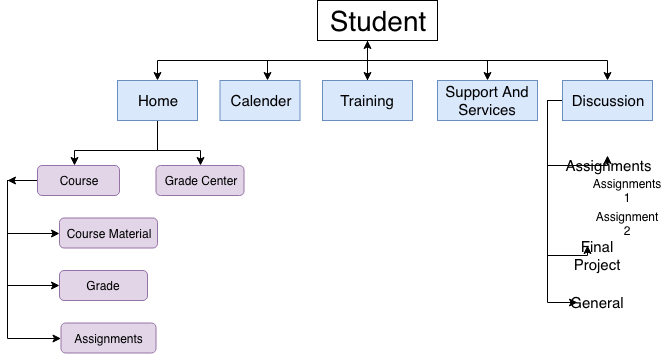 Student
Home
Calender
Training
Support And
Services
Discussion
Course
Grade Center
Course Material
Grade
Assignments
Assignments
Assignments
1
Assignment
2
Final
Project
General